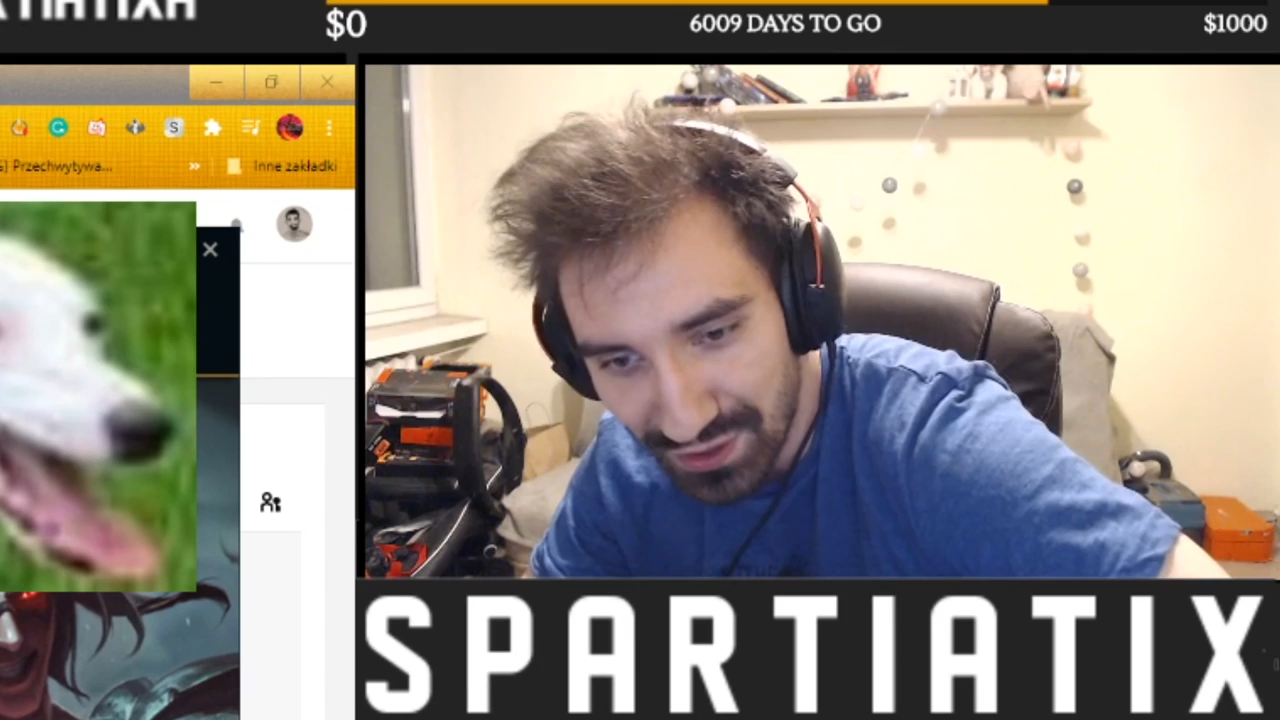 $0
6009 DAYS TO GO
$1000
Przechwytywa...
Inne zakładki
SPARTIATIX